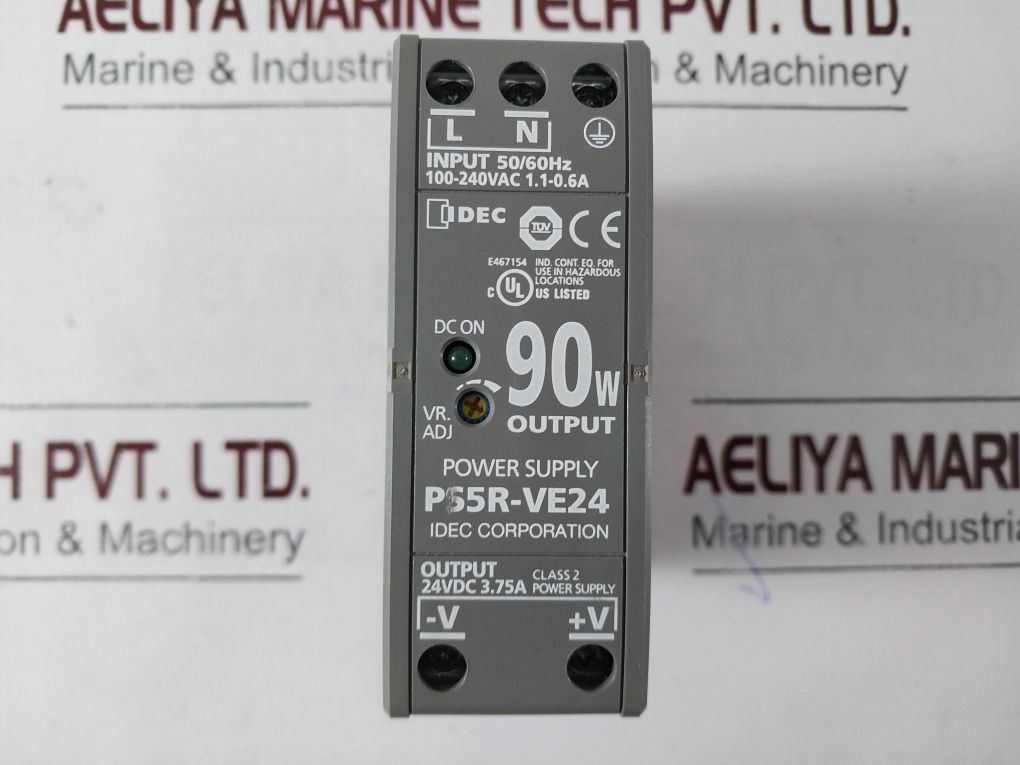 AELIYA MARINE TECH PVT. LTD.
Marine & Industri n & Machinery
L N
INPUT 50/60Hz
100-240VAC 1.1-0.6A
IDEC TÜV CE
E467154 IND. CONT. EQ. FOR
USE IN HAZARDOUS
LOCATIONS
C UL US LISTED
DC ON
90W
OUTPUT
VR.
ADJ
POWER SUPPLY
PS5R-VE24
IDEC CORPORATION
OUTPUT
24VDC 3.75A
CLASS 2
POWER SUPPLY
-V +V
H PVT. LTD.
on & Machinery
AELIYA MARI
Marine & Industria